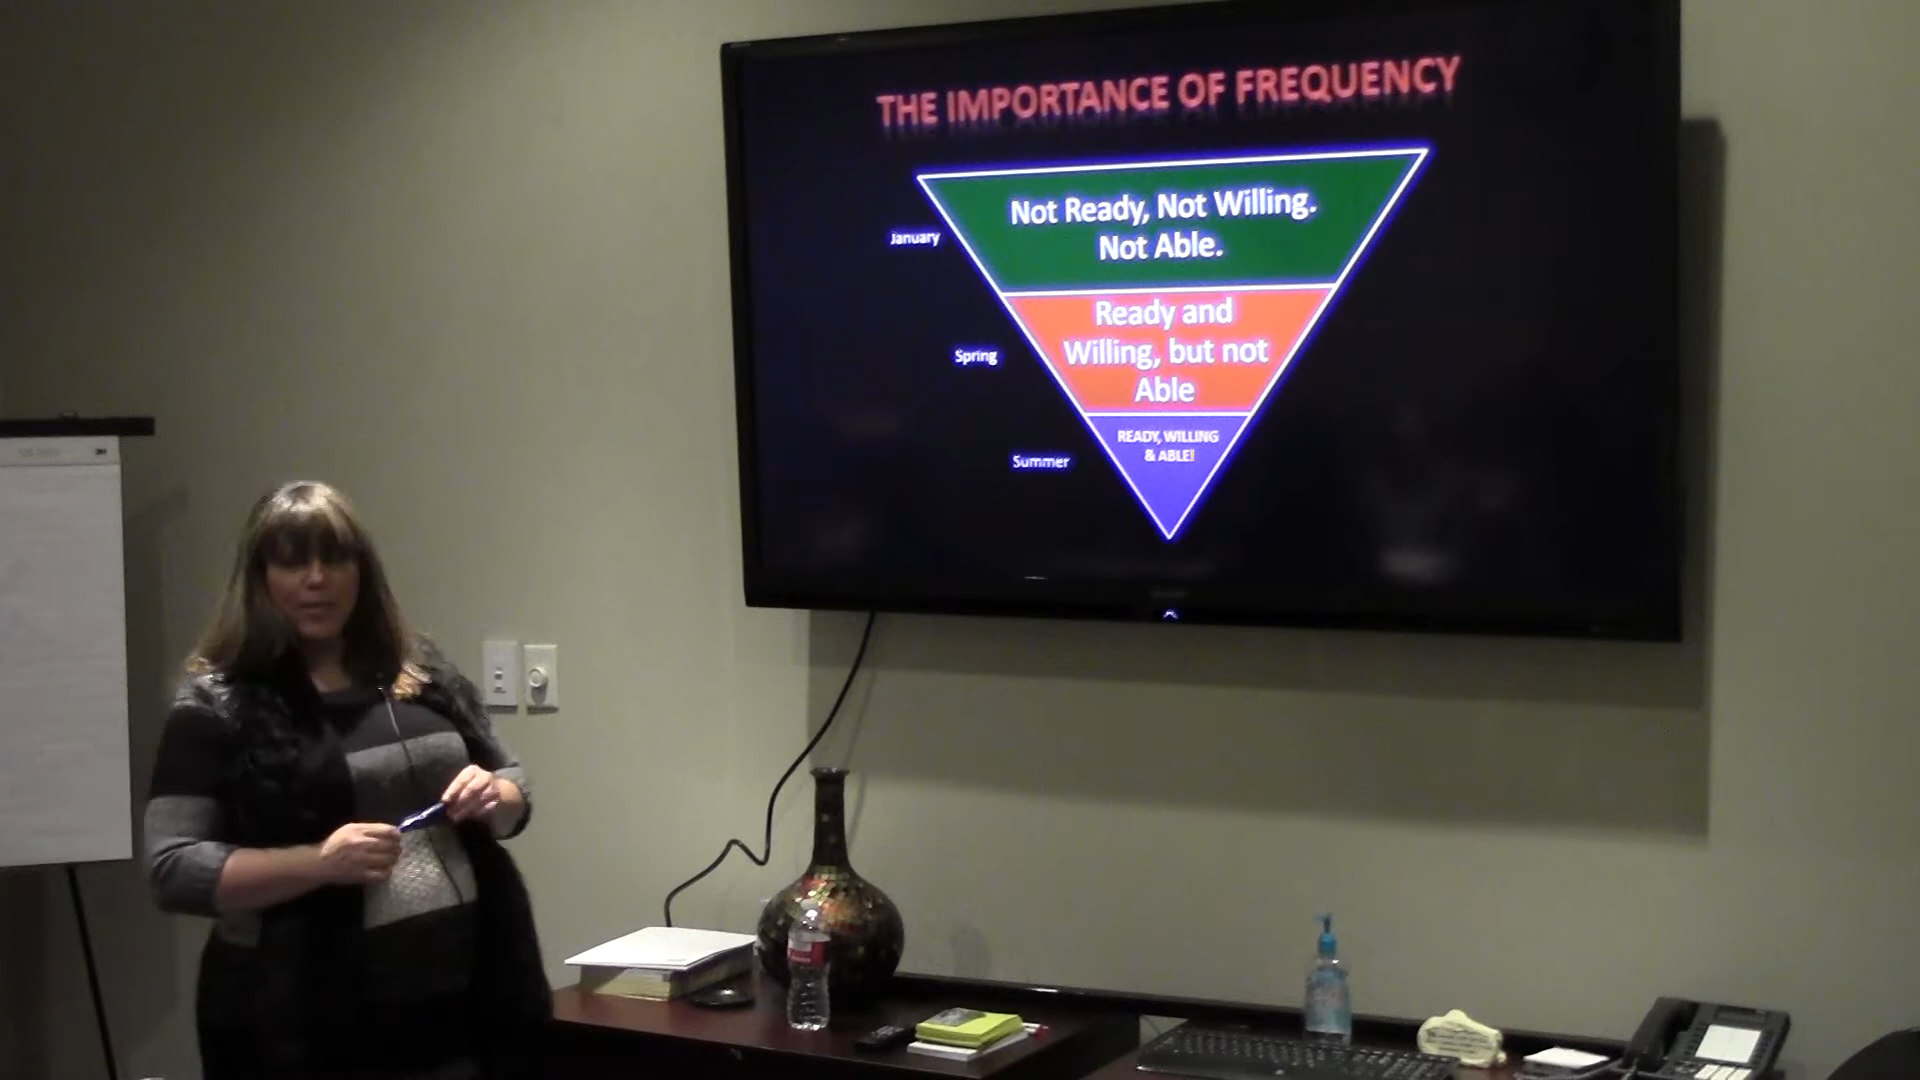 THE IMPORTANCE OF FREQUENCY
Not Ready, Not Willing.
Not Able.
January
Ready and
Willing, but not
Able
Spring
READY, WILLING
& ABLE!
Summer